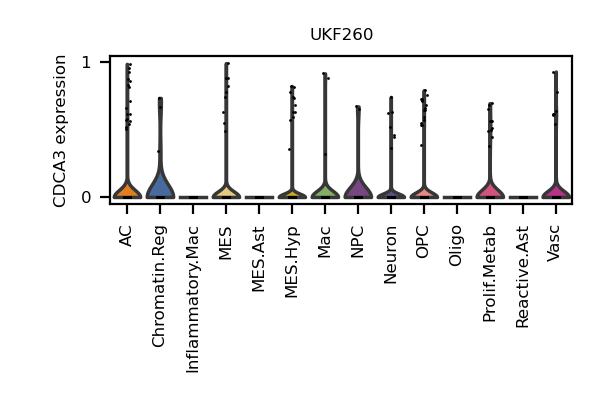 UKF260
CDCA3 expression
1
0
AC
Chromatin.Reg
Inflammatory.Mac
MES
MES.Ast
MES.Hyp
Mac
NPC
Neuron
OPC
Oligo
Prolif.Metab
Reactive.Ast
Vasc